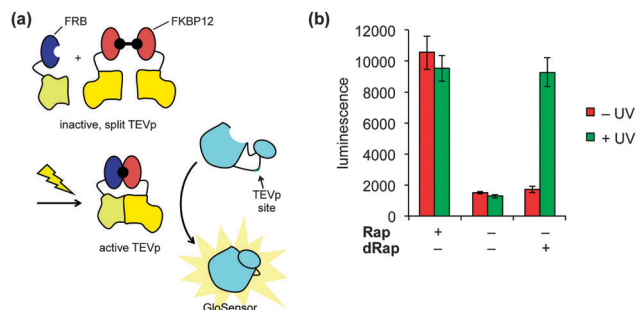 (a)
FRB
FKBP12
+
inactive, split TEVp
TEVp
site
active TEVp
GloSensor
(b)
luminescence
12000
10000
8000
6000
4000
2000
0
– UV
+ UV
Rap + – –
dRap – – +